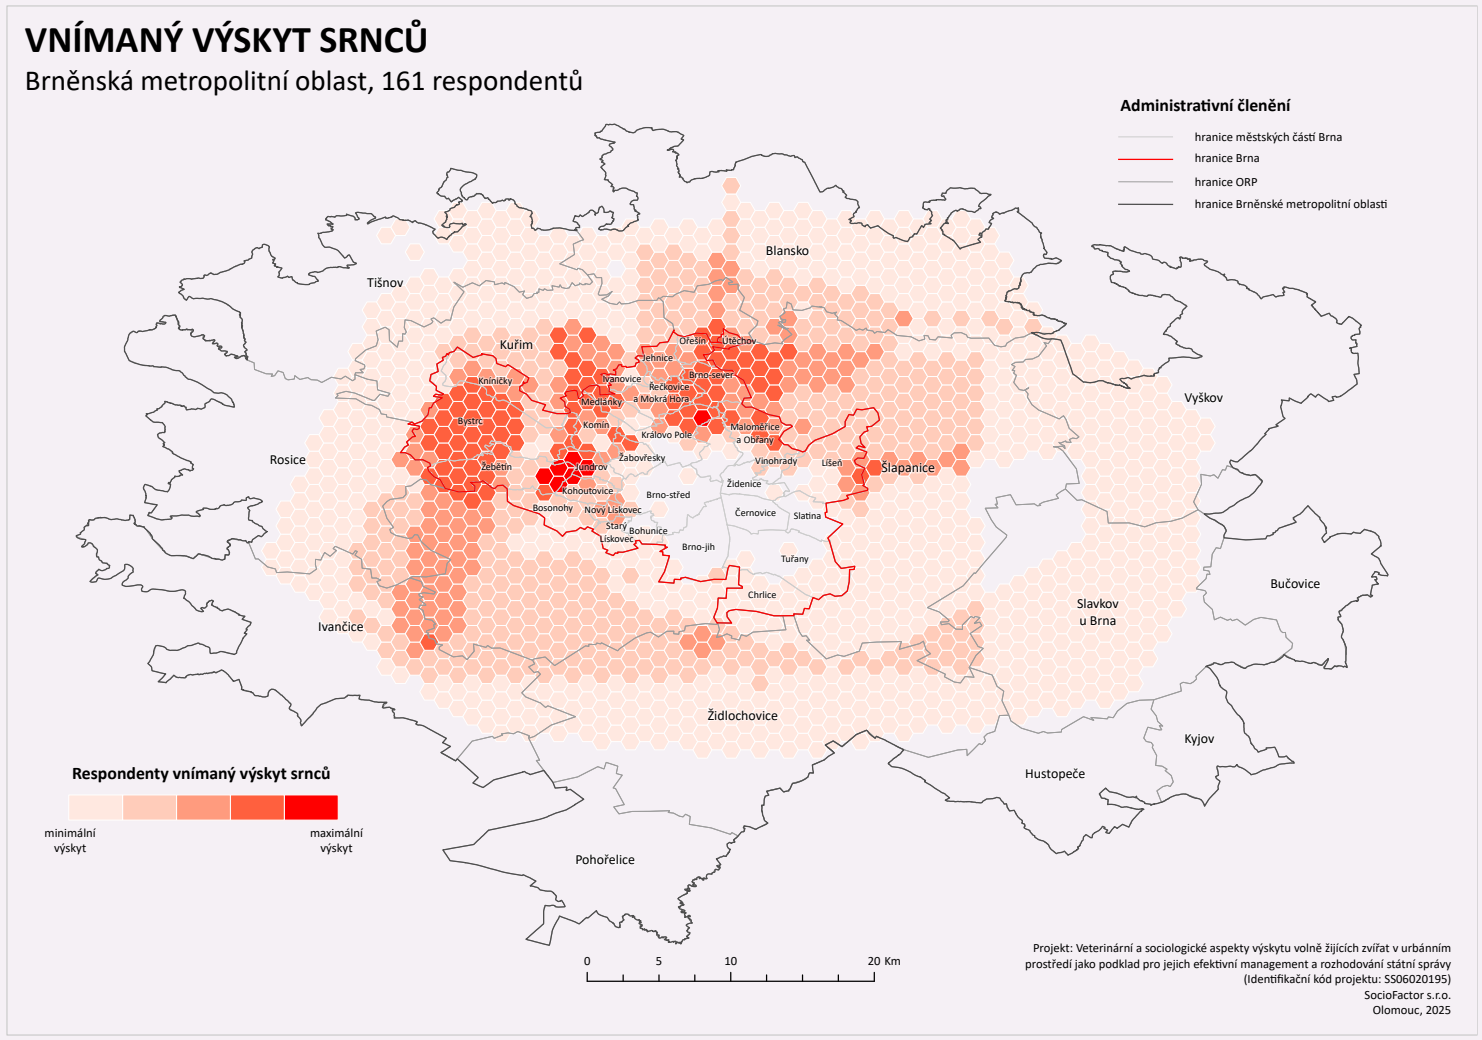 VNÍMANÝ VÝSKYT SRNCŮ
Brněnská metropolitní oblast, 161 respondentů
Administrativní členění
hranice městských částí Brna
hranice Brna
hranice ORP
hranice Brněnské metropolitní oblasti
Blansko
Tišnov
Kuřim
Ořešín
Útěchov
Jehnice
Brno-sever
Kníničky
Ivanovice
Řečkovice
a Mokrá Hora
Medlánky
Vyškov
Bystrc
Komín
Královo Pole
Maloměřice
a Obřany
Rosice
Žebětín
Jundrov
Žabovřesky
Vinohrady
Líšeň
Šlapanice
Kohoutovice
Brno-střed
Židenice
Bosonohy
Nový Lískovec
Černovice
Slatina
Starý
Lískovec
Bohunice
Brno-jih
Tuřany
Bučovice
Chrlice
Slavkov
u Brna
Ivančice
Židlochovice
Kyjov
Hustopeče
Pohořelice
Respondenty vnímaný výskyt srnců
minimální
výskyt
maximální
výskyt
0 5 10 20 Km
Projekt: Veterinární a sociologické aspekty výskytu volně žijících zvířat v urbánním
prostředí jako podklad pro jejich efektivní management a rozhodování státní správy
(Identifikační kód projektu: SS06020195)
SocioFactor s.r.o.
Olomouc, 2025